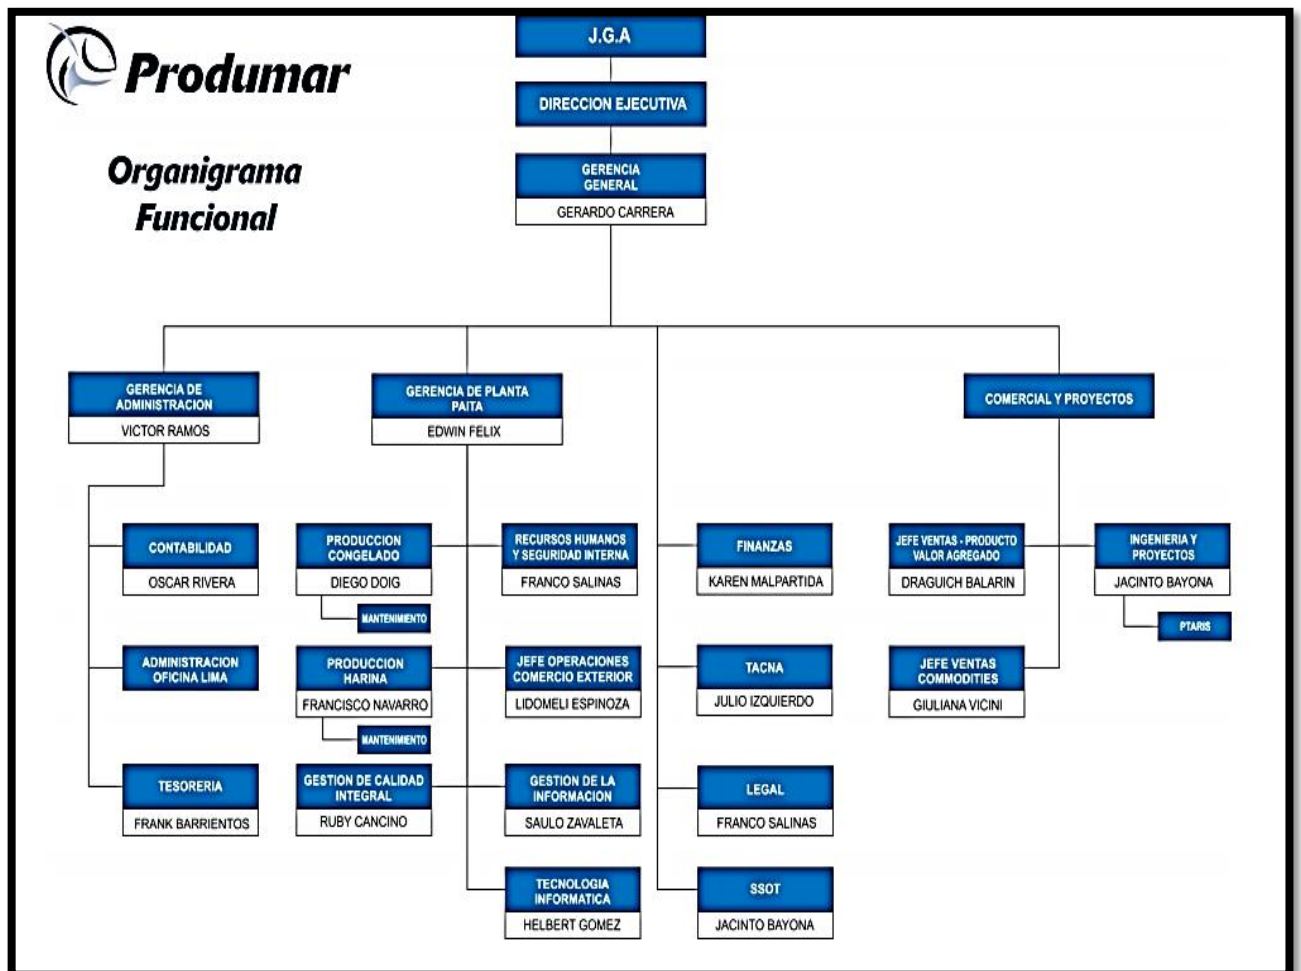 Produmar
Organigrama
Funcional
J.G.A
DIRECCION EJECUTIVA
GERENCIA
GENERAL
GERARDO CARRERA
GERENCIA DE
ADMINISTRACION
VICTOR RAMOS
GERENCIA DE PLANTA
PAITA
EDWIN FELIX
COMERCIAL Y PROYECTOS
CONTABILIDAD
OSCAR RIVERA
ADMINISTRACION
OFICINA LIMA
TESORERIA
FRANK BARRIENTOS
PRODUCCION
CONGELADO
DIEGO DOIG
MANTENIMIENTO
PRODUCCION
HARINA
FRANCISCO NAVARRO
MANTENIMIENTO
GESTION DE CALIDAD
INTEGRAL
RUBY CANCINO
RECURSOS HUMANOS
Y SEGURIDAD INTERNA
FRANCO SALINAS
JEFE OPERACIONES
COMERCIO EXTERIOR
LIDOMELI ESPINOZA
GESTION DE LA
INFORMACION
SAULO ZAVALETA
TECNOLOGIA
INFORMATICA
HELBERT GOMEZ
FINANZAS
KAREN MALPARTIDA
TACNA
JULIO IZQUIERDO
LEGAL
FRANCO SALINAS
SSOT
JACINTO BAYONA
JEFE VENTAS - PRODUCTO
VALOR AGREGADO
DRAGUICH BALARIN
JEFE VENTAS
COMMODITIES
GIULIANA VICINI
INGENIERIA Y
PROYECTOS
JACINTO BAYONA
PTARIS